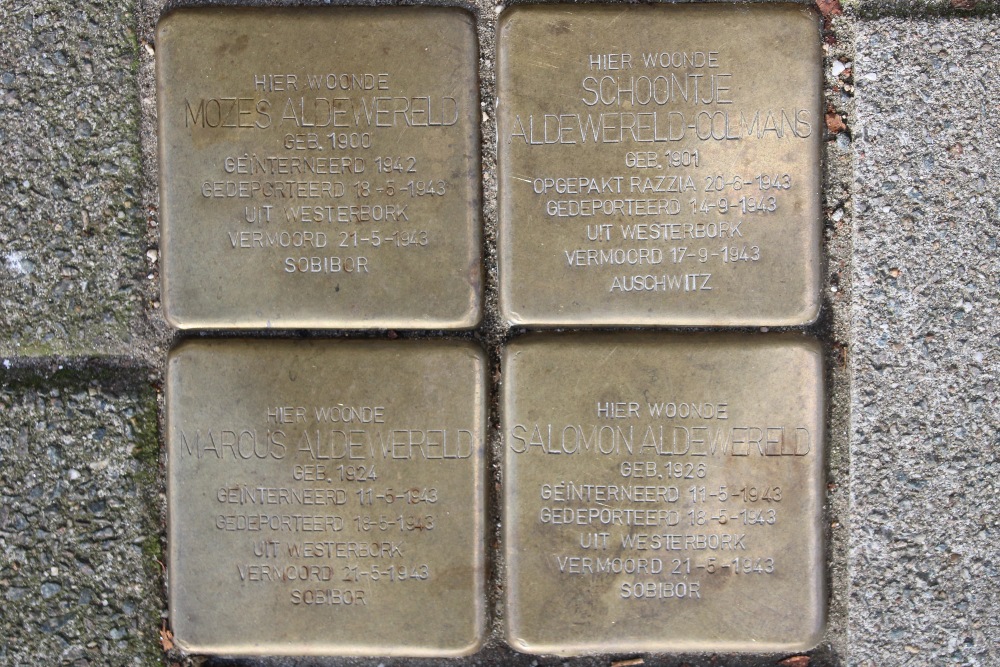 HIER WOONDE
MOZES ALDEWERELD
GEB. 1900
GEÏNTERNEERD 1942
GEDEPORTEERD 18-5-1943
UIT WESTERBORK
VERMOORD 21-5-1943
SOBIBOR
HIER WOONDE
SCHOONTJE
ALDEWERELD-COLMANS
GEB. 1901
OPGEPAKT RAZZIA 20-6-1943
GEDEPORTEERD 14-9-1943
UIT WESTERBORK
VERMOORD 17-9-1943
AUSCHWITZ
HIER WOONDE
MARCUS ALDEWERELD
GEB. 1924
GEÏNTERNEERD 11-5-1943
GEDEPORTEERD 18-5-1943
UIT WESTERBORK
VERMOORD 21-5-1943
SOBIBOR
HIER WOONDE
SALOMON ALDEWERELD
GEB. 1926
GEÏNTERNEERD 11-5-1943
GEDEPORTEERD 18-5-1943
UIT WESTERBORK
VERMOORD 21-5-1943
SOBIBOR